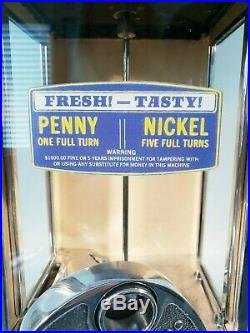 FRESH! — TASTY!
PENNY
ONE FULL TURN
NICKEL
FIVE FULL TURNS
WARNING
$1000.00 FINE OR 5 YEARS IMPRISONMENT FOR TAMPERING WITH
OR USING ANY SUBSTITUTE FOR MONEY IN THIS MACHINE